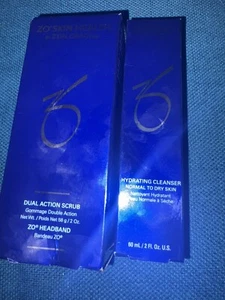 ZO
DUAL ACTION SCRUB
Gommage Double Action
Net Wt. / Poids Net 58 g / 2 Oz.
ZO® HEADBAND
Bandeau ZO®
HYDRATING CLEANSER
NORMAL TO DRY SKIN
Nettoyant Hydratant
Peau Normale à Sèche
60 mL / 2 Fl. Oz. U.S.